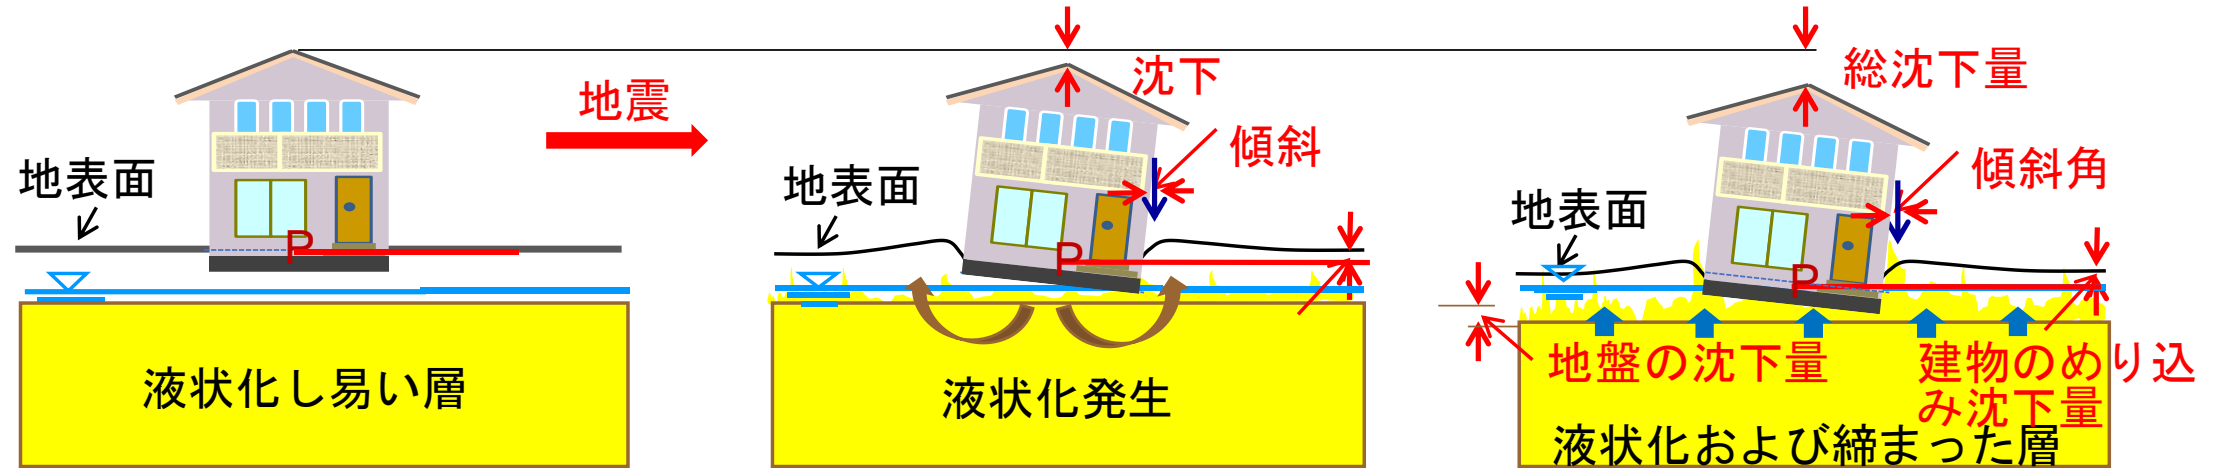 地表面
P
液状化し易い層
地震
沈下
傾斜
地表面
P
液状化発生
総沈下量
傾斜角
地表面
P
地盤の沈下量
建物のめり込
み沈下量
液状化および締まった層